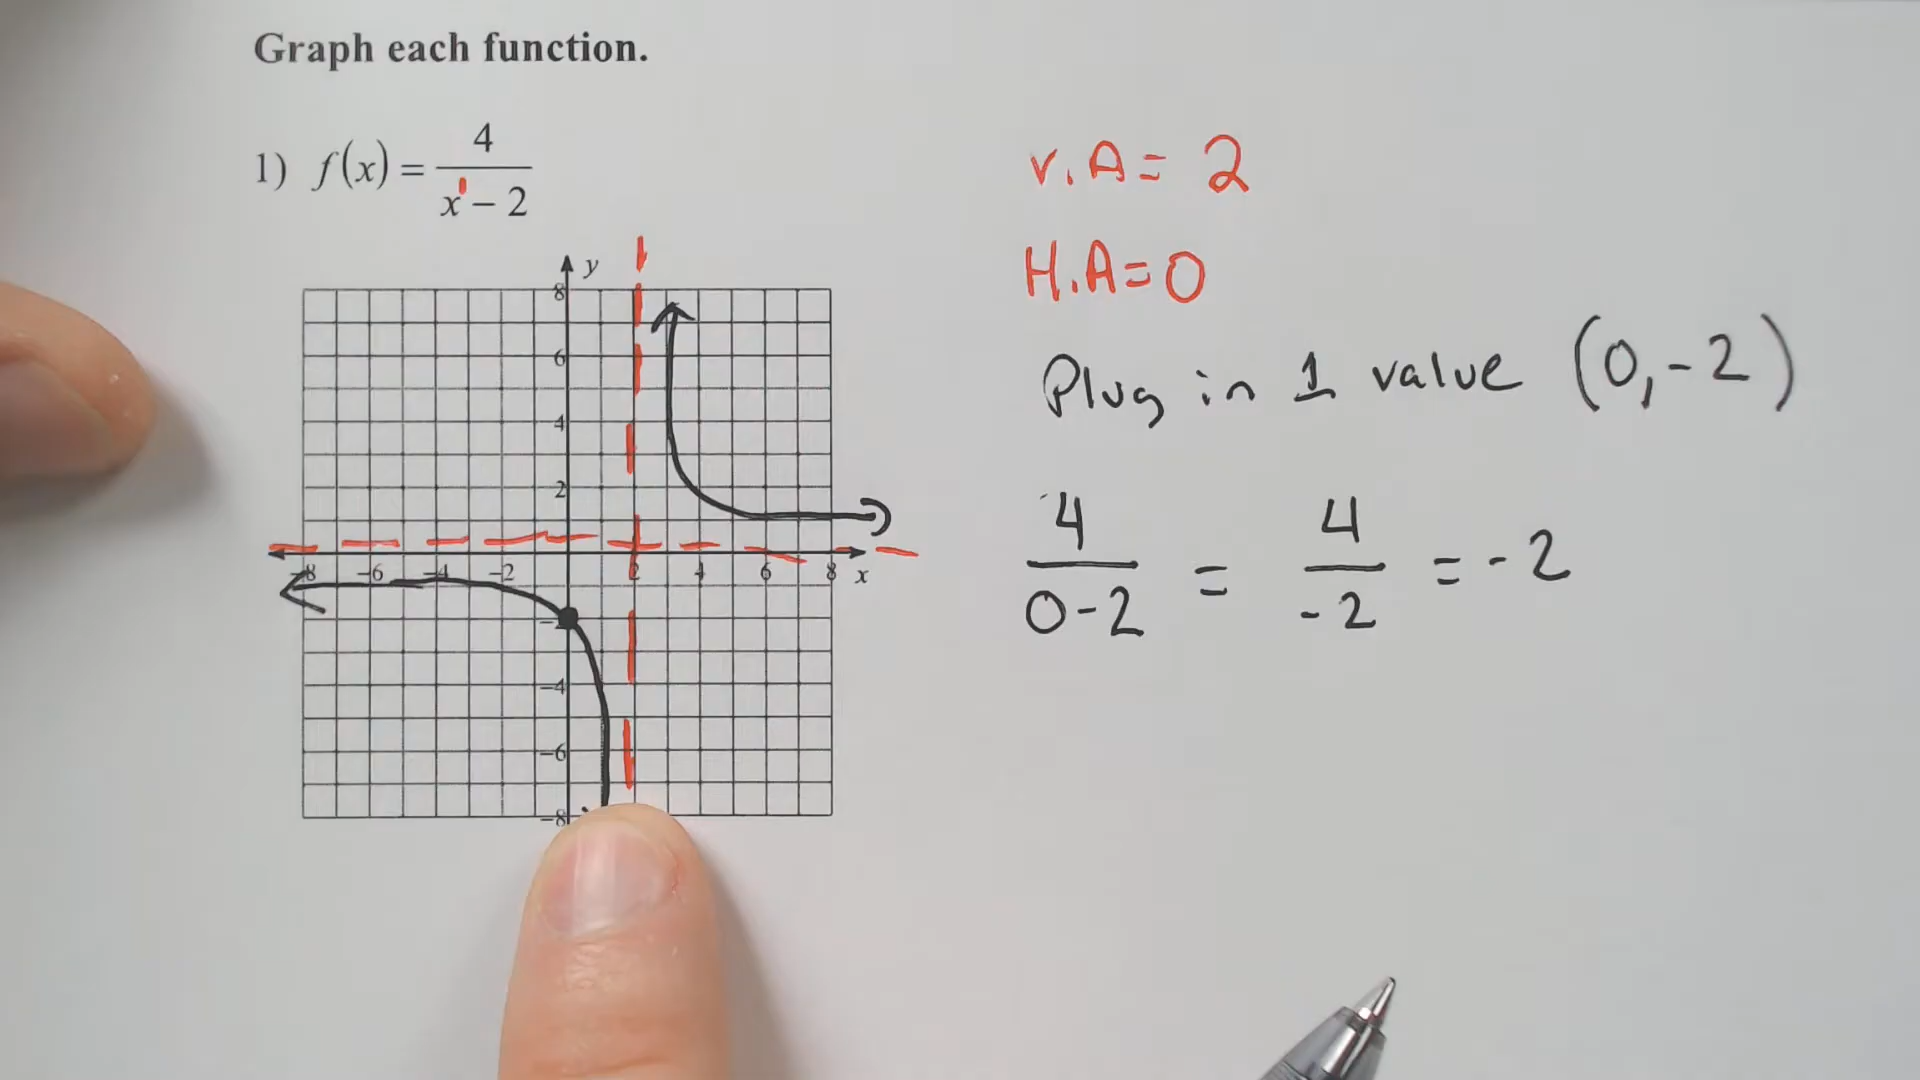 Graph each function.
1) f(x) = 4 / (x - 2)
V.A = 2
H.A = 0
Plug in 1 value (0, -2)
4 / (0 - 2) = 4 / -2 = -2
y
8
6
4
2
-8 -6 -4 -2 2 4 6 8 x
-2
-4
-6
-8